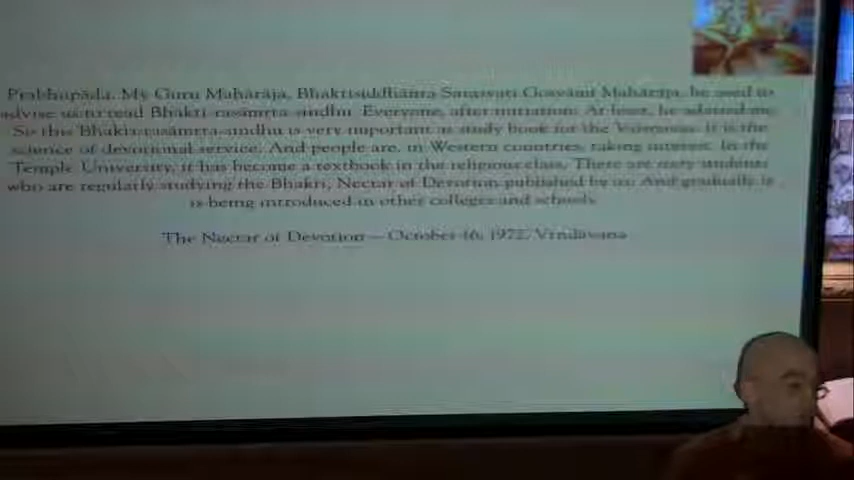 Prabhupāda. My Guru Mahārāja, Bhaktisiddhānta Sarasvatī Gosvāmī Mahārāja, he used to
advise us to read Bhakti-rasāmṛta-sindhu. Everyone, after initiation. At least, he advised me.
So this Bhakti-rasāmṛta-sindhu is very important as study book for the Vaiṣṇavas. It is the
science of devotional service. And people are, in Western countries, taking interest. In the
Temple University, it has become a textbook in the religious class. There are sixty students
who are regularly studying the Bhakti, Nectar of Devotion published by us. And gradually it
is being introduced in other colleges and schools.
The Nectar of Devotion — October 16, 1972, Vṛndāvana